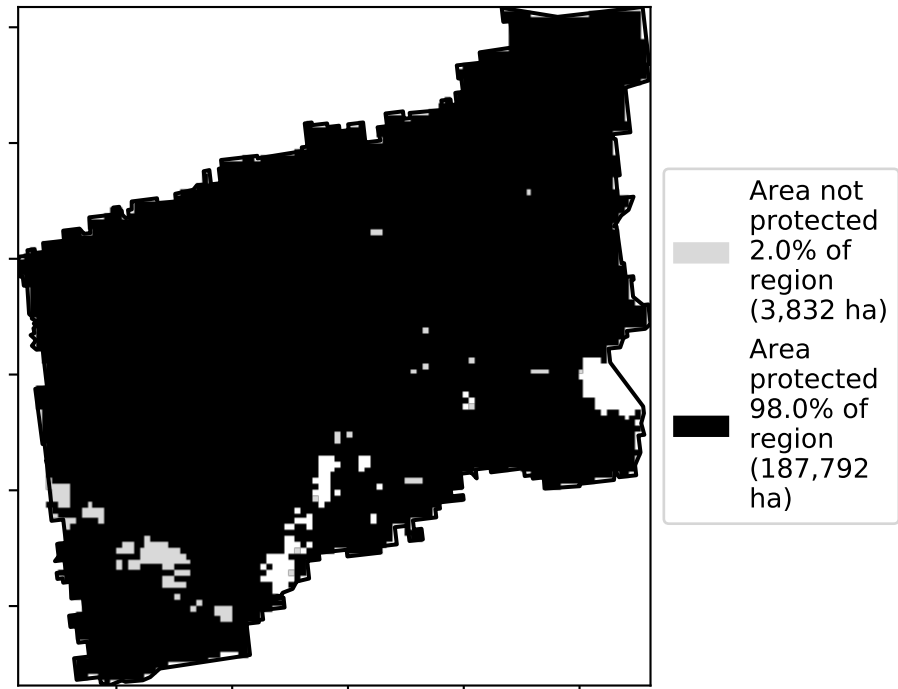 Area not
protected
2.0% of
region
(3,832 ha)
Area
protected
98.0% of
region
(187,792
ha)